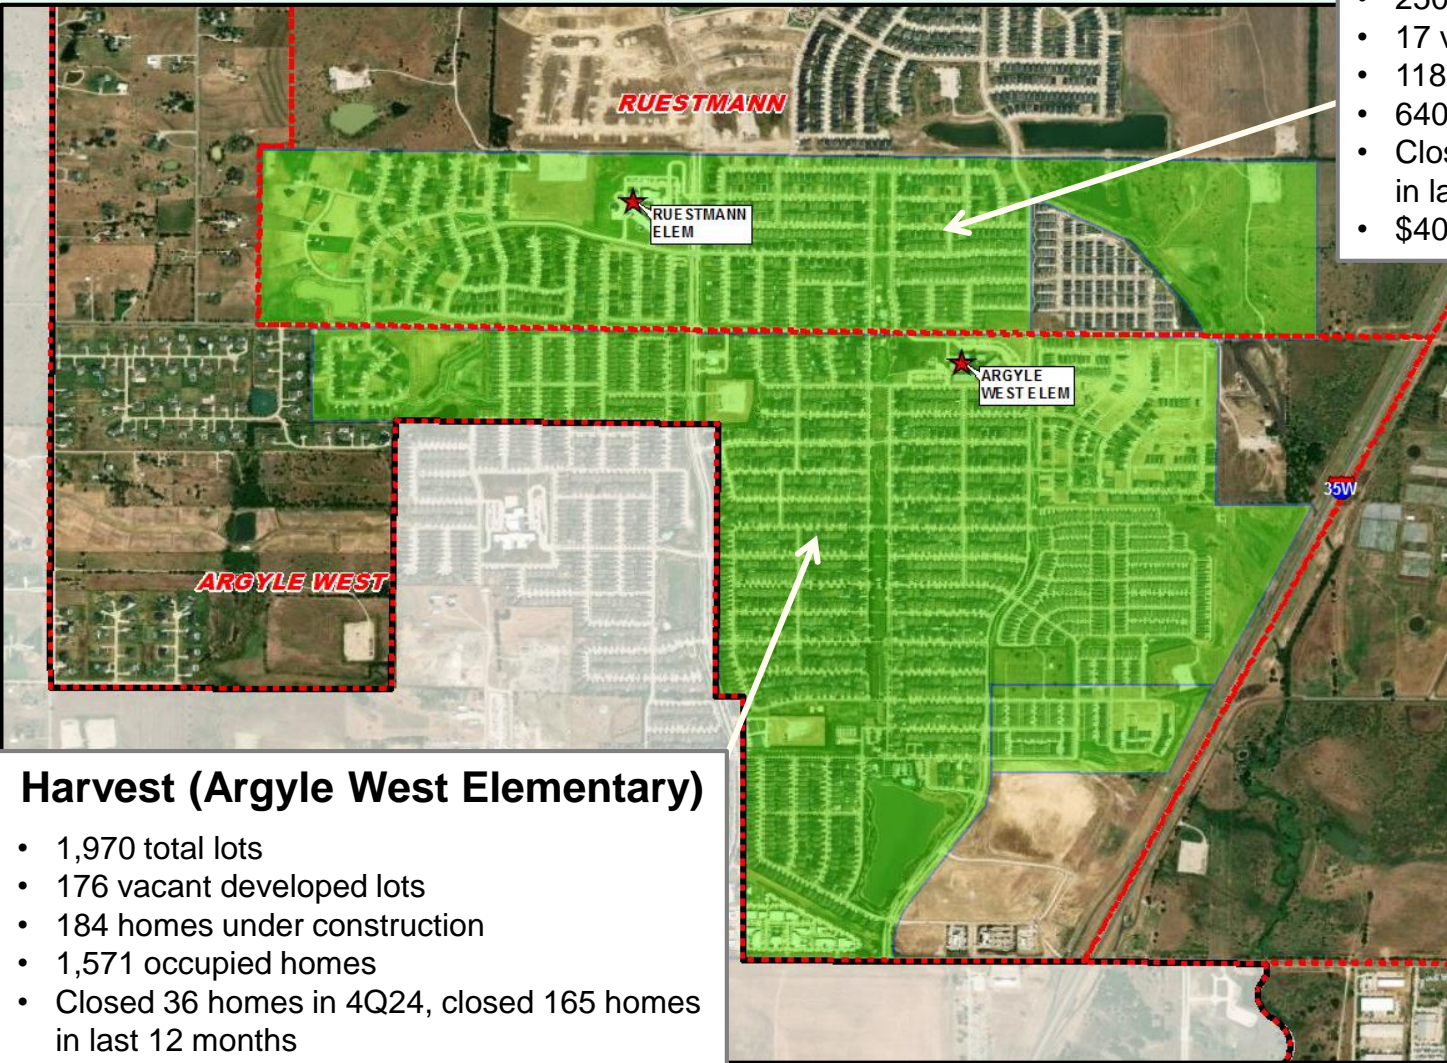 • 17
• 118
• 640
•
in
•
RUESTMANN
RUESTMANN
ELEM
ARGYLE
WEST ELEM
35W
ARGYLE WEST
Harvest (Argyle West Elementary)
• 1,970 total lots
• 176 vacant developed lots
• 184 homes under construction
• 1,571 occupied homes
• Closed 36 homes in 4Q24, closed 165 homes
in last 12 months